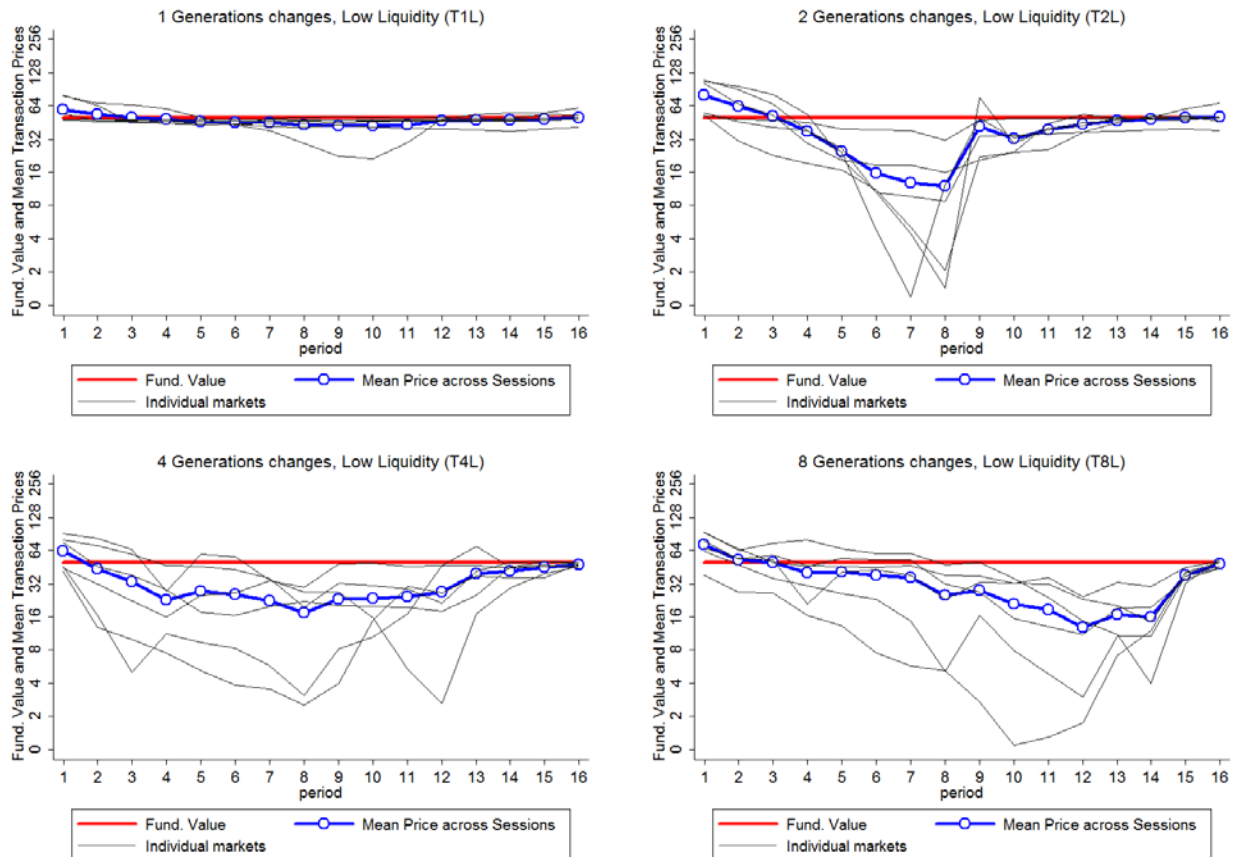 1 Generations changes, Low Liquidity (T1L)
Fund. Value and Mean Transaction Prices
256
128
64
32
16
8
4
2
0
1 2 3 4 5 6 7 8 9 10 11 12 13 14 15 16
period
Fund. Value Mean Price across Sessions
Individual markets
2 Generations changes, Low Liquidity (T2L)
Fund. Value and Mean Transaction Prices
256
128
64
32
16
8
4
2
0
1 2 3 4 5 6 7 8 9 10 11 12 13 14 15 16
period
Fund. Value Mean Price across Sessions
Individual markets
4 Generations changes, Low Liquidity (T4L)
Fund. Value and Mean Transaction Prices
256
128
64
32
16
8
4
2
0
1 2 3 4 5 6 7 8 9 10 11 12 13 14 15 16
period
Fund. Value Mean Price across Sessions
Individual markets
8 Generations changes, Low Liquidity (T8L)
Fund. Value and Mean Transaction Prices
256
128
64
32
16
8
4
2
0
1 2 3 4 5 6 7 8 9 10 11 12 13 14 15 16
period
Fund. Value Mean Price across Sessions
Individual markets